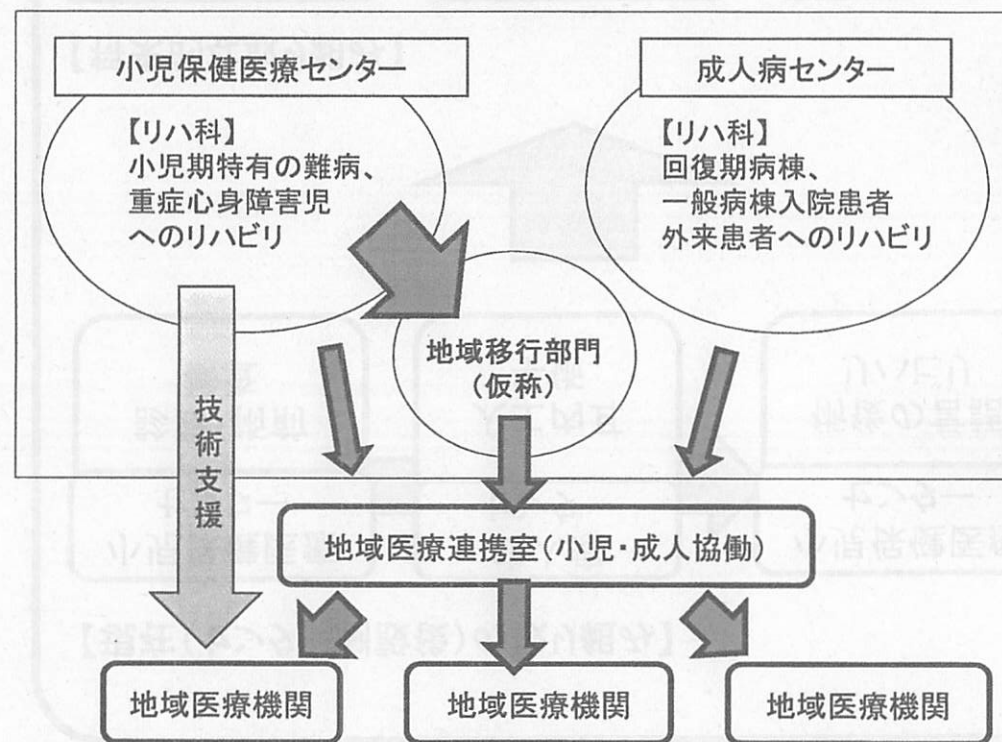 小児保健医療センター
【リハ科】
小児期特有の難病、
重症心身障害児
へのリハビリ
成人病センター
【リハ科】
回復期病棟、
一般病棟入院患者
外来患者へのリハビリ
地域移行部門
(仮称)
技術支援
地域医療連携室(小児・成人協働)
地域医療機関
地域医療機関
地域医療機関